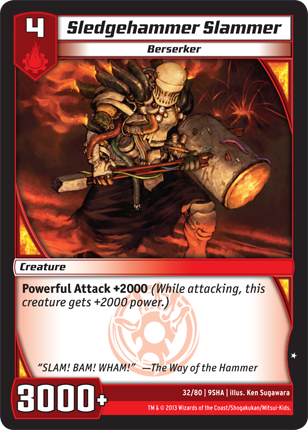 4
Sledgehammer Slammer
Berserker
Creature
Powerful Attack +2000 (While attacking, this
creature gets +2000 power.)
"SLAM! BAM! WHAM!" —The Way of the Hammer
3000+
32/80 | 9SHA | illus. Ken Sugawara
TM & © 2013 Wizards of the Coast/Shogakukan/Mitsui-Kids.